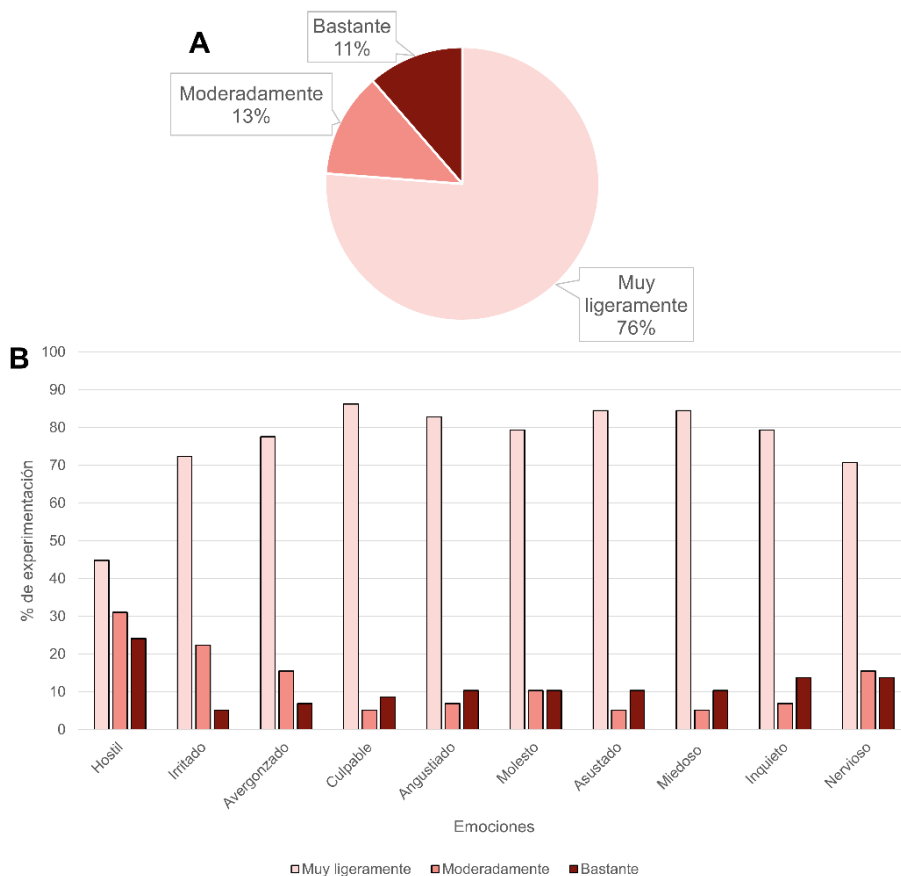 A
Bastante
11%
Moderadamente
13%
Muy
ligeramente
76%
B
100
90
80
70
60
50
40
30
20
10
0
% de experimentación
Hostil
Irritado
Avergonzado
Culpable
Angustiado
Molesto
Asustado
Miedoso
Inquieto
Nervioso
Emociones
Muy ligeramente Moderadamente Bastante